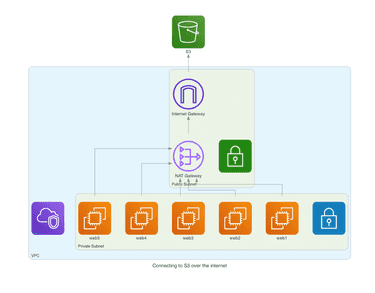 S3
Internet Gateway
NAT Gateway
Public Subnet
web5
web4
web3
web2
web1
Private Subnet
VPC
Connecting to S3 over the internet